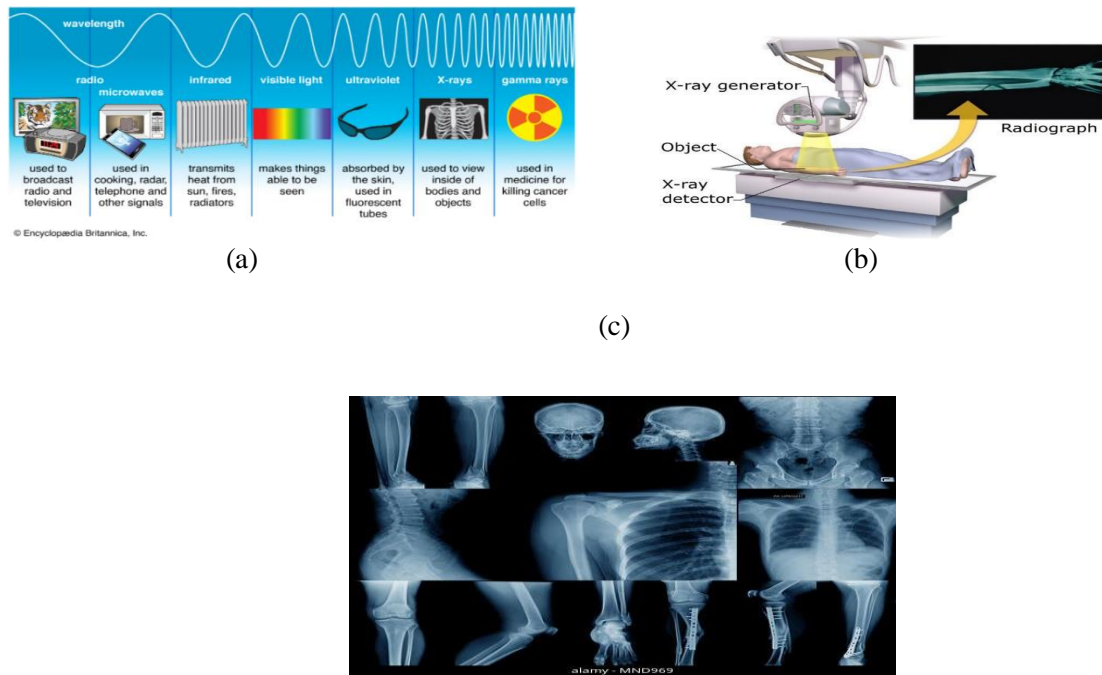 wavelength
radio
microwaves
infrared
visible light
ultraviolet
X-rays
gamma rays
used to
broadcast
radio and
television
used in
cooking, radar,
telephone and
other signals
transmits
heat from
sun, fires,
radiators
makes things
able to be
seen
absorbed by
the skin,
used in
fluorescent
tubes
used to view
inside of
bodies and
objects
used in
medicine for
killing cancer
cells
© Encyclopædia Britannica, Inc.
(a)
X-ray generator
Object
X-ray
detector
Radiograph
(b)
(c)
alamy - MND969